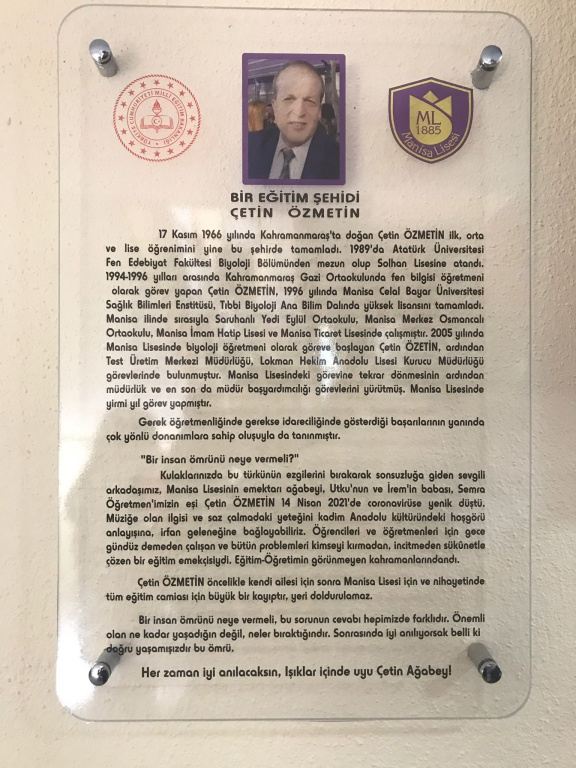 TÜRKİYE CUMHURİYETİ MİLLİ EĞİTİM BAKANLIĞI
ML
1885
Manisa Lisesi
BİR EĞİTİM ŞEHİDİ
ÇETİN ÖZMETİN
17 Kasım 1966 yılında Kahramanmaraş'ta doğan Çetin ÖZMETİN ilk, orta
ve lise öğrenimini yine bu şehirde tamamladı. 1989'da Atatürk Üniversitesi
Fen Edebiyat Fakültesi Biyoloji Bölümünden mezun olup Solhan Lisesine atandı.
1994-1996 yılları arasında Kahramanmaraş Gazi Ortaokulunda fen bilgisi öğretmeni
olarak görev yapan Çetin ÖZMETİN, 1996 yılında Manisa Celal Bayar Üniversitesi
Sağlık Bilimleri Enstitüsü, Tıbbi Biyoloji Ana Bilim Dalında yüksek lisansını tamamladı.
Manisa ilinde sırasıyla Saruhanlı Yedi Eylül Ortaokulu, Manisa Merkez Osmancalı
Ortaokulu, Manisa İmam Hatip Lisesi ve Manisa Ticaret Lisesinde çalışmıştır. 2005 yılında
Manisa Lisesinde biyoloji öğretmeni olarak göreve başlayan Çetin ÖZETİN, ardından
Test Üretim Merkezi Müdürlüğü, Lokman Hekim Anadolu Lisesi Kurucu Müdürlüğü
görevlerinde bulunmuştur. Manisa Lisesindeki görevine tekrar dönmesinin ardından
müdürlük ve en son da müdür başyardımcılığı görevlerini yürütmüş. Manisa Lisesinde
yirmi yıl görev yapmıştır.
Gerek öğretmenliğinde gerekse idareciliğinde gösterdiği başarılarının yanında
çok yönlü donanımlara sahip oluşuyla da tanınmıştır.
"Bir insan ömrünü neye vermeli?"
Kulaklarınızda bu türkünün ezgilerini bırakarak sonsuzluğa giden sevgili
arkadaşımız, Manisa Lisesinin emektarı ağabeyi, Utku'nun ve İrem'in babası, Semra
Öğretmen'imizin eşi Çetin ÖZMETİN 14 Nisan 2021'de coronavirüse yenik düştü.
Müziğe olan ilgisi ve saz çalmadaki yeteğini kadim Anadolu kültüründeki hoşgörü
anlayışına, irfan geleneğine bağlayabiliriz. Öğrencileri ve öğretmenleri için gece
gündüz demeden çalışan ve bütün problemleri kimseyi kırmadan, incitmeden sükûnetle
çözen bir eğitim emekçisiydi. Eğitim-Öğretimin görünmeyen kahramanlarındandı.
Çetin ÖZMETİN öncelikle kendi ailesi için sonra Manisa Lisesi için ve nihayetinde
tüm eğitim camiası için büyük bir kayıptır, yeri doldurulamaz.
Bir insan ömrünü neye vermeli, bu sorunun cevabı hepimizde farklıdır. Önemli
olan ne kadar yaşadığın değil, neler bıraktığındır. Sonrasında iyi anılıyorsak belli ki
doğru yaşamışızdır bu ömrü.
Her zaman iyi anılacaksın, Işıklar içinde uyu Çetin Ağabey!